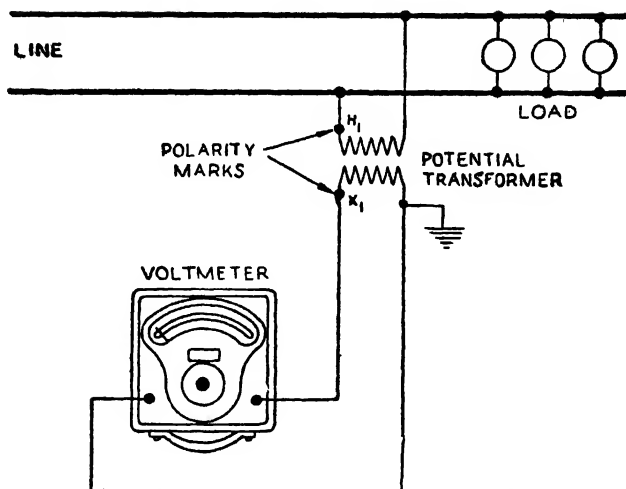 LINE
LOAD
H1
POLARITY
MARKS
POTENTIAL
TRANSFORMER
X1
VOLTMETER